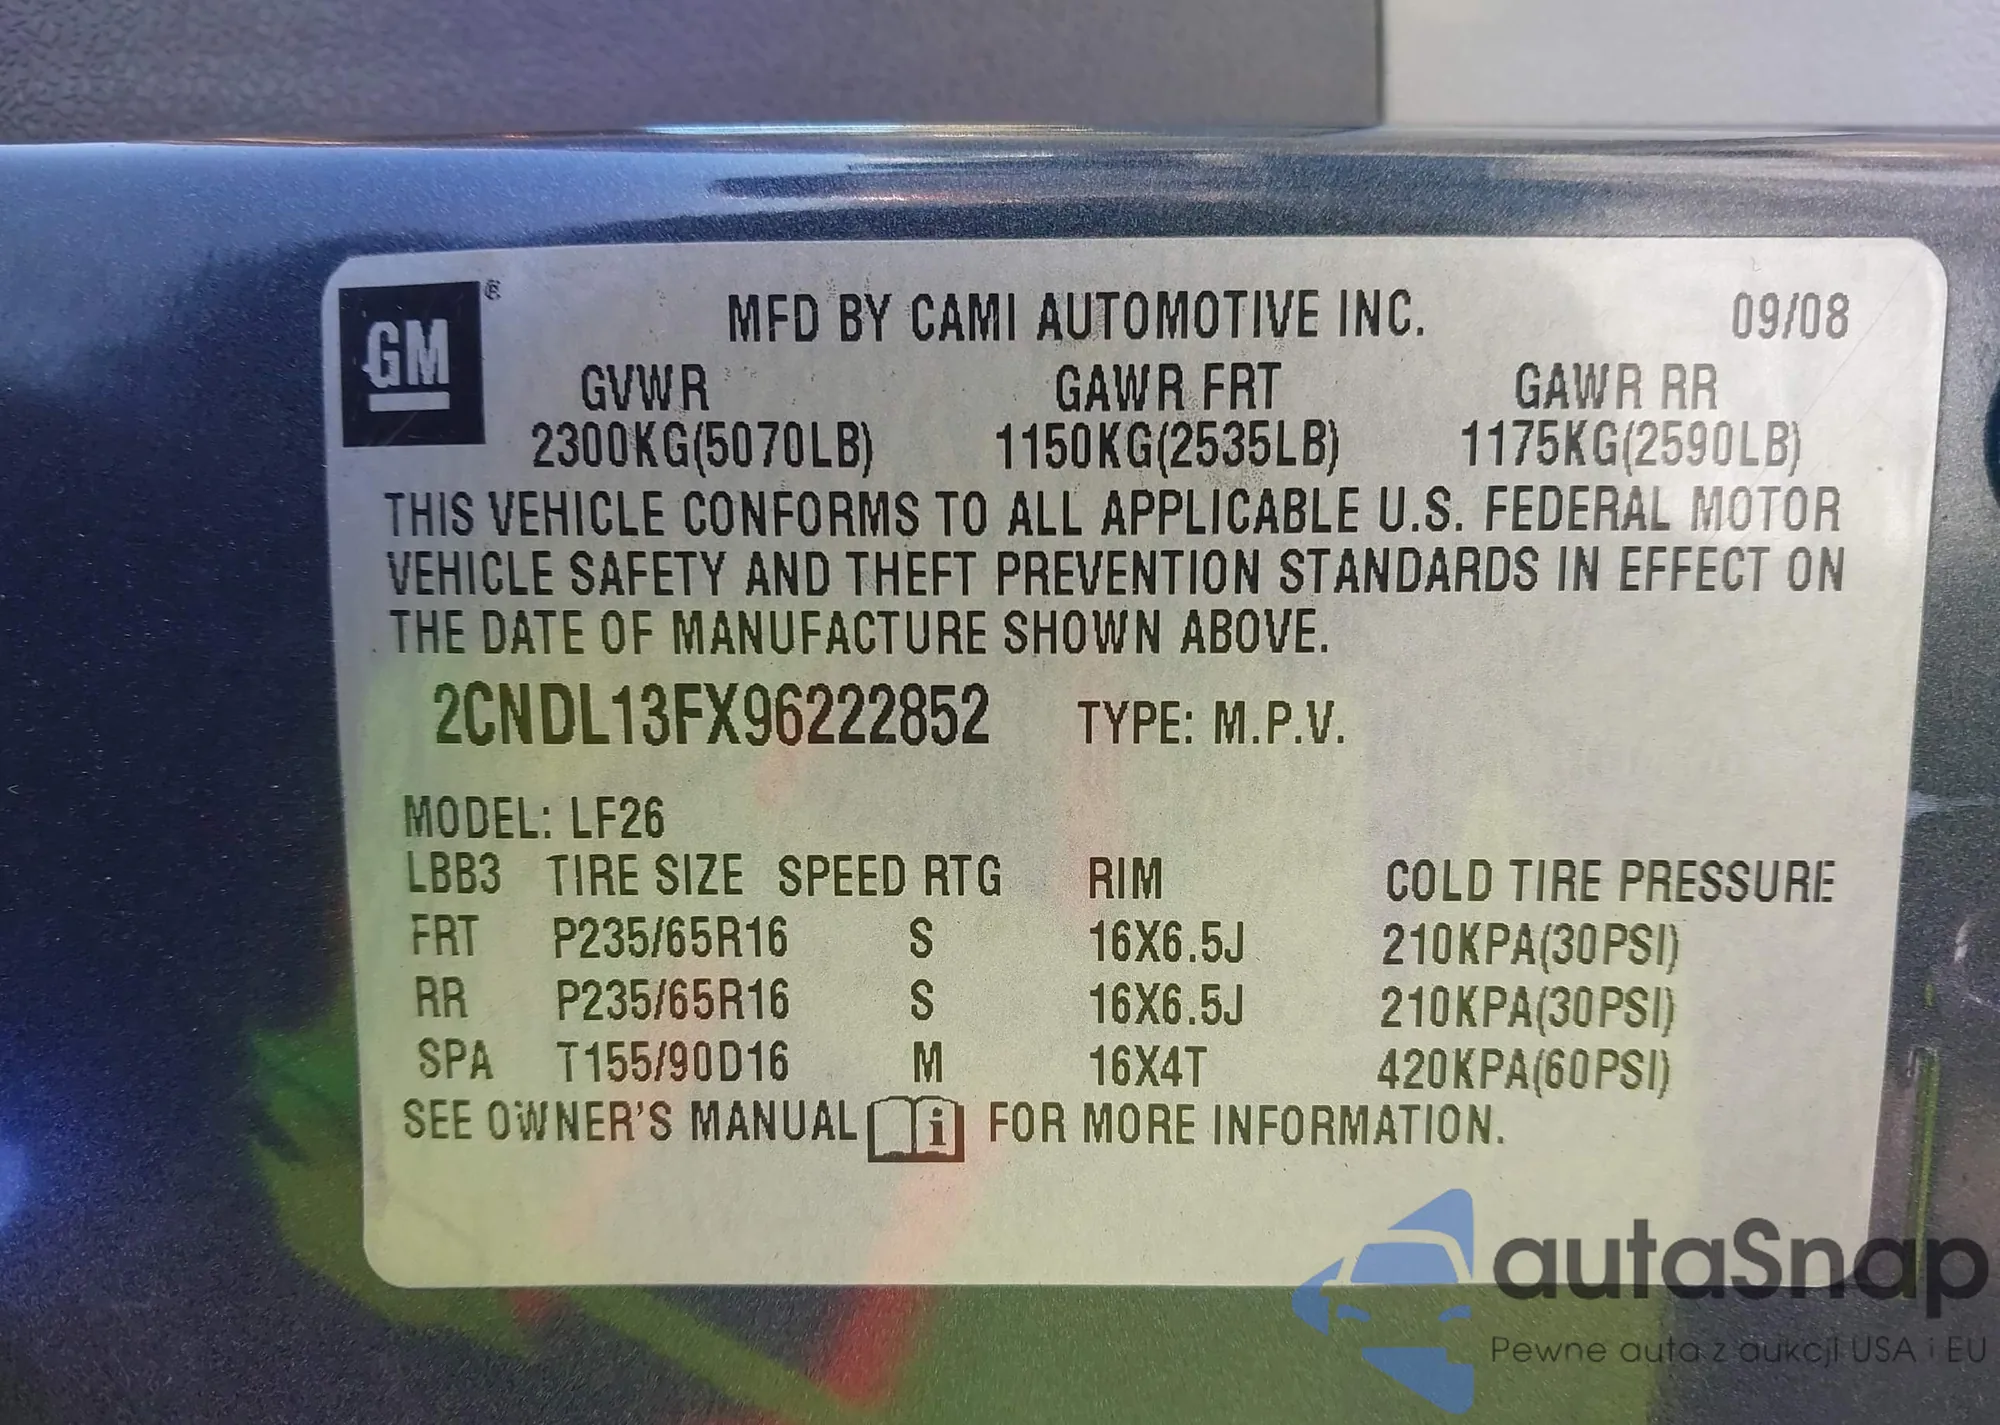 GM ®
MFD BY CAMI AUTOMOTIVE INC. 09/08
GVWR GAWR FRT GAWR RR
2300KG(5070LB) 1150KG(2535LB) 1175KG(2590LB)
THIS VEHICLE CONFORMS TO ALL APPLICABLE U.S. FEDERAL MOTOR
VEHICLE SAFETY AND THEFT PREVENTION STANDARDS IN EFFECT ON
THE DATE OF MANUFACTURE SHOWN ABOVE.
2CNDL13FX96222852 TYPE: M.P.V.
MODEL: LF26
LBB3 TIRE SIZE SPEED RTG RIM COLD TIRE PRESSURE
FRT P235/65R16 S 16X6.5J 210KPA(30PSI)
RR P235/65R16 S 16X6.5J 210KPA(30PSI)
SPA T155/90D16 M 16X4T 420KPA(60PSI)
SEE OWNER'S MANUAL i FOR MORE INFORMATION.
autaSnap
Pewne auta z aukcji USA i EU